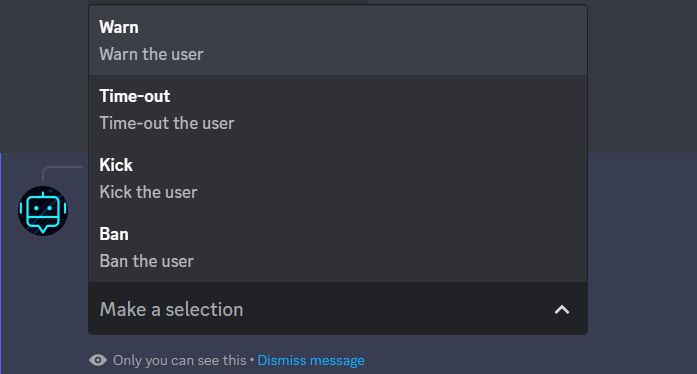 Warn
Warn the user
Time-out
Time-out the user
Kick
Kick the user
Ban
Ban the user
Make a selection
Only you can see this • Dismiss message